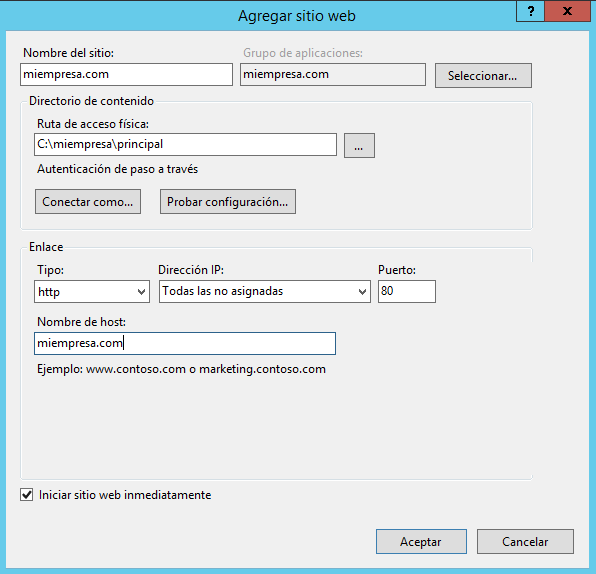 Agregar sitio web
? x
Nombre del sitio: Grupo de aplicaciones:
miempresa.com miempresa.com Seleccionar...
Directorio de contenido
Ruta de acceso física:
C:\miempresa\principal ...
Autenticación de paso a través
Conectar como... Probar configuración...
Enlace
Tipo: Dirección IP: Puerto:
http Todas las no asignadas 80
Nombre de host:
miempresa.com
Ejemplo: www.contoso.com o marketing.contoso.com
Iniciar sitio web inmediatamente
Aceptar Cancelar